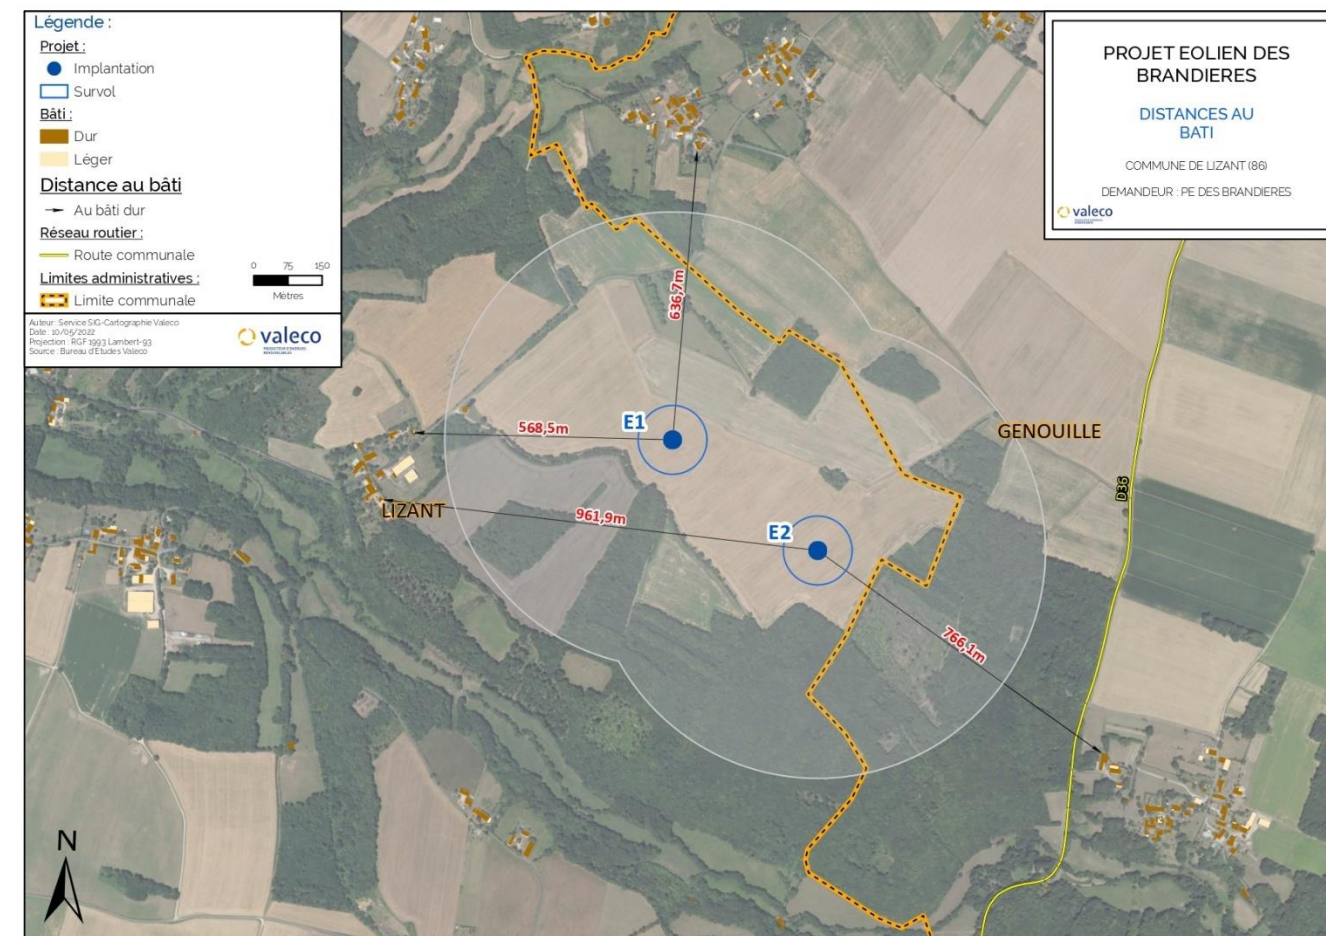 Légende :
Projet :
Implantation
Survol
Bâti :
Dur
Léger
Distance au bâti
Au bâti dur
Réseau routier :
Route communale
Limites administratives :
Limite communale
0 75 150
Mètres
Auteur : Service SIG-Cartographie Valeco
Date : 10/05/2022
Projection : RGF 1993 Lambert-93
Source : Bureau d'Etudes Valeco
valeco
PROJET EOLIEN DES
BRANDIERES
DISTANCES AU
BATI
COMMUNE DE LIZANT (86)
DEMANDEUR : PE DES BRANDIERES
valeco
636,7m
E1
568,5m
GENOUILLE
D36
LIZANT
961,9m
E2
766,1m
N